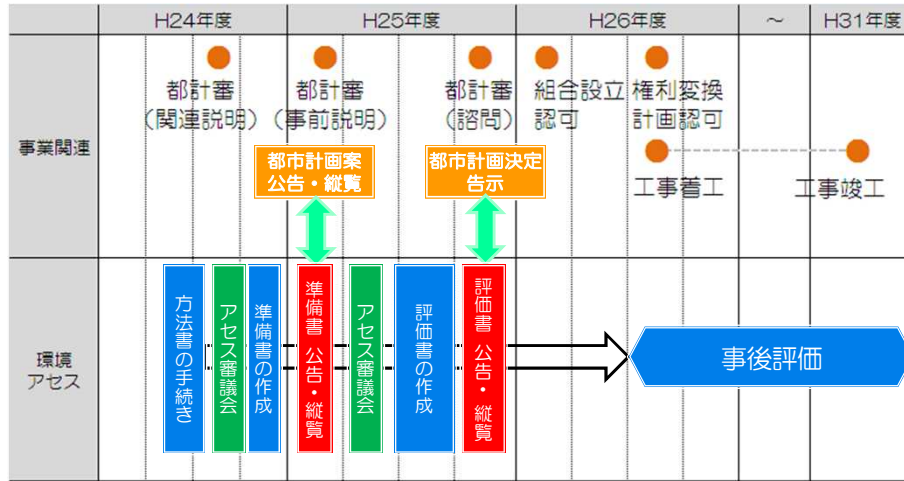 H24年度
H25年度
H26年度
～
H31年度
事業関連
都計審
(関連説明)
都計審
(事前説明)
都計審
(諮問)
組合設立
認可
権利変換
計画認可
都市計画案
公告・縦覧
都市計画決定
告示
工事着工
工事竣工
環境
アセス
方法書の手続き
アセス審議会
準備書の作成
準備書 公告・縦覧
アセス審議会
評価書の作成
評価書 公告・縦覧
事後評価